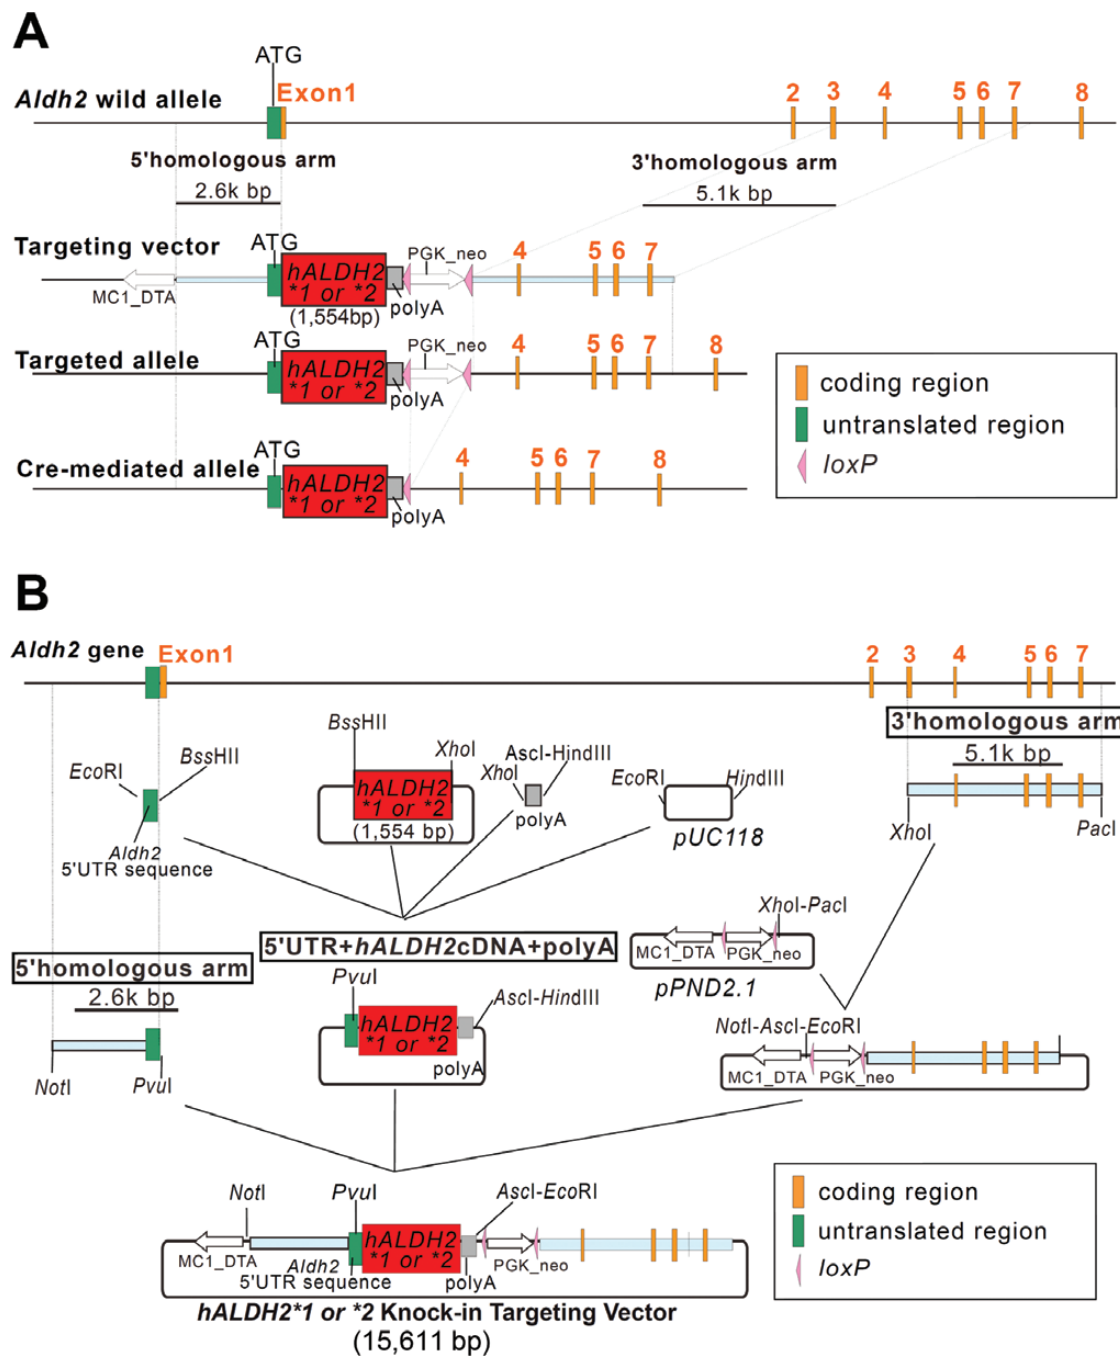 A
ATG
Aldh2 wild allele
Exon1
2 3 4 5 6 7 8
5'homologous arm
2.6k bp
3'homologous arm
5.1k bp
Targeting vector
ATG
PGK_neo
4 5 6 7
hALDH2
*1 or *2
MC1_DTA
(1,554bp)
polyA
Targeted allele
ATG
PGK_neo
4 5 6 7 8
hALDH2
*1 or *2
polyA
Cre-mediated allele
ATG
4 5 6 7 8
hALDH2
*1 or *2
polyA
coding region
untranslated region
loxP
B
Aldh2 gene
Exon1
2 3 4 5 6 7
3'homologous arm
5.1k bp
XhoI
PacI
EcoRI
BssHII
Aldh2
5'UTR sequence
BssHII
XhoI
hALDH2
*1 or *2
(1,554 bp)
XhoI
AscI-HindIII
polyA
EcoRI
HindIII
pUC118
5'homologous arm
2.6k bp
NotI
PvuI
5'UTR+hALDH2cDNA+polyA
PvuI
AscI-HindIII
hALDH2
*1 or *2
polyA
XhoI-PacI
MC1_DTA
PGK_neo
pPND2.1
NotI-AscI-EcoRI
MC1_DTA
PGK_neo
NotI
PvuI
AscI-EcoRI
hALDH2
*1 or *2
MC1_DTA
Aldh2
5'UTR sequence
polyA
PGK_neo
hALDH2*1 or *2 Knock-in Targeting Vector
(15,611 bp)
coding region
untranslated region
loxP